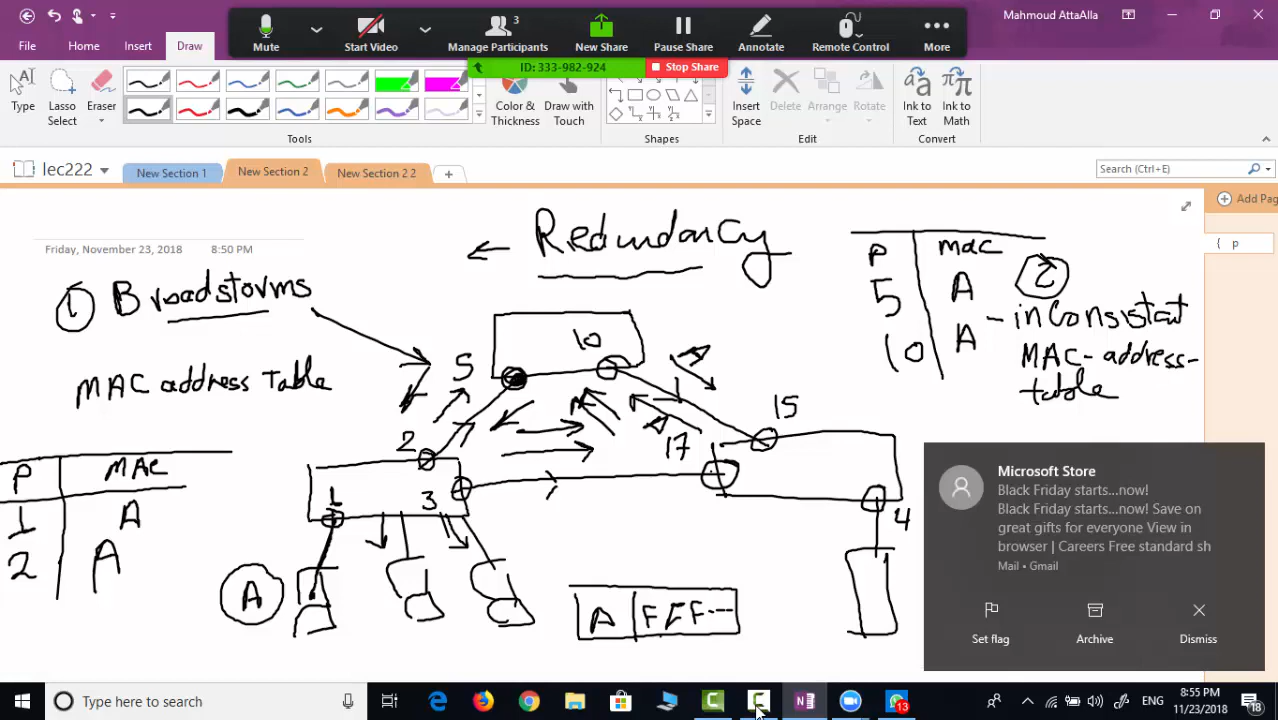 Mahmoud AttaAlla
File Home Insert Draw
Mute Start Video Manage Participants 3 New Share Pause Share Annotate Remote Control More
ID: 333-982-924 Stop Share
Type Lasso Select Eraser Color & Thickness Draw with Touch Insert Space Delete Arrange Rotate Ink to Text Ink to Math
Tools Shapes Edit Convert
lec222 New Section 1 New Section 2 New Section 2 2 Search (Ctrl+E)
Add Pag
{ p
Friday, November 23, 2018 8:50 PM
← Redundancy
P mac
5 A
10 A
② - inConsistant
MAC-address-
table
① Broadstorms
MAC address Table
5 10
2 15
17
1 3 4
P MAC
1 A
2 A
A
A FFF---
Microsoft Store
Black Friday starts...now!
Black Friday starts...now! Save on
great gifts for everyone View in
browser | Careers Free standard sh
Mail • Gmail
Set flag Archive Dismiss
Type here to search
13
ENG
8:55 PM
11/23/2018
18